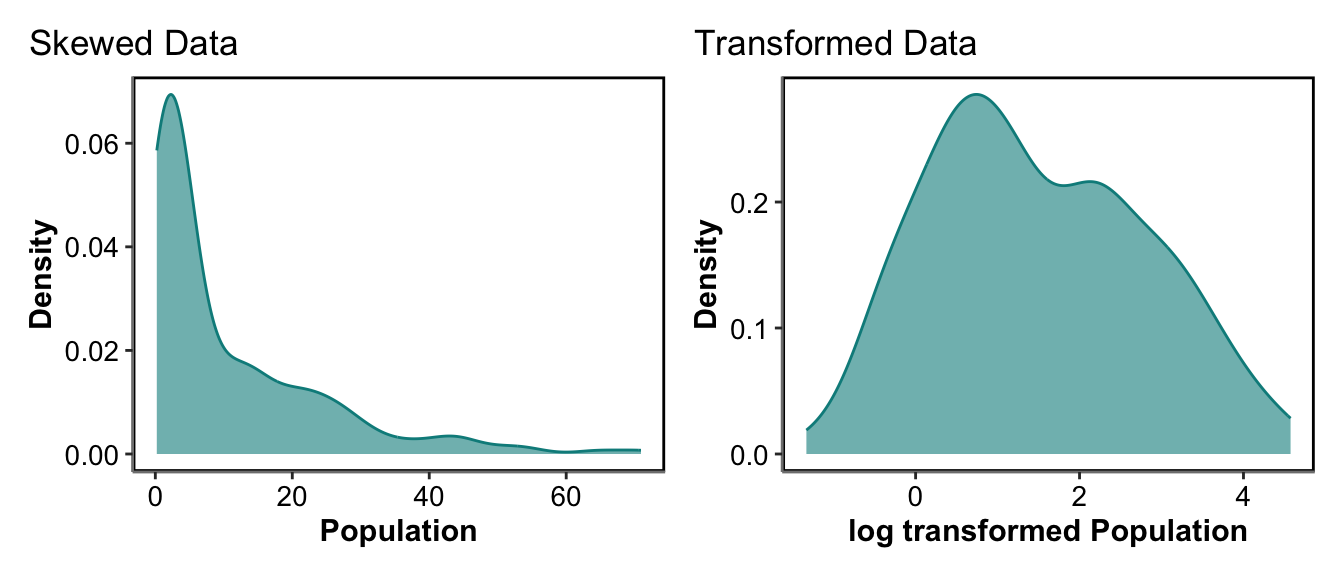 Skewed Data
Density
0.06
0.04
0.02
0.00
0 20 40 60
Population
Transformed Data
Density
0.2
0.1
0.0
0 2 4
log transformed Population